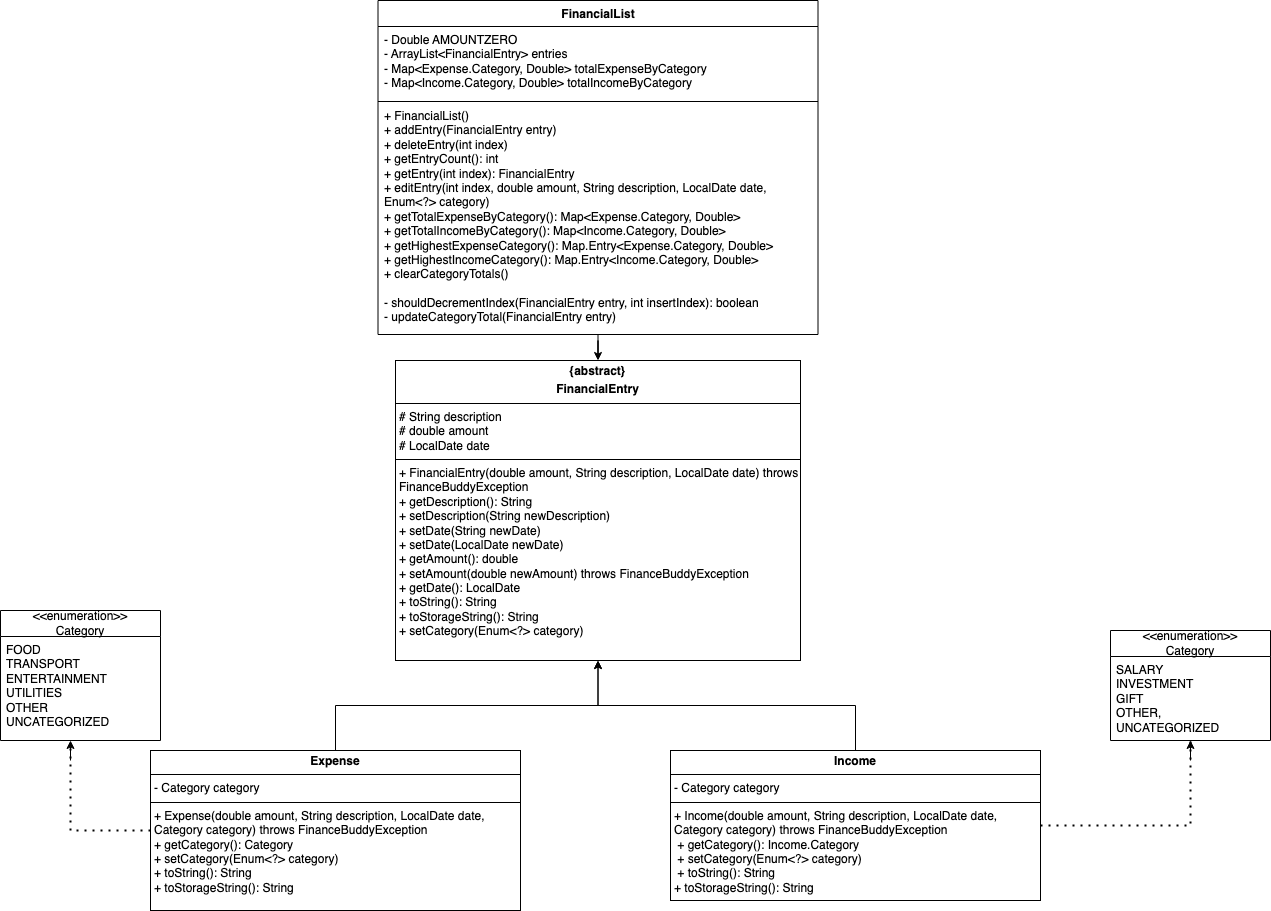 FinancialList
- Double AMOUNTZERO
- ArrayList<FinancialEntry> entries
- Map<Expense.Category, Double> totalExpenseByCategory
- Map<Income.Category, Double> totalIncomeByCategory
+ FinancialList()
+ addEntry(FinancialEntry entry)
+ deleteEntry(int index)
+ getEntryCount(): int
+ getEntry(int index): FinancialEntry
+ editEntry(int index, double amount, String description, LocalDate date,
Enum<?> category)
+ getTotalExpenseByCategory(): Map<Expense.Category, Double>
+ getTotalIncomeByCategory(): Map<Income.Category, Double>
+ getHighestExpenseCategory(): Map.Entry<Expense.Category, Double>
+ getHighestIncomeCategory(): Map.Entry<Income.Category, Double>
+ clearCategoryTotals()
- shouldDecrementIndex(FinancialEntry entry, int insertIndex): boolean
- updateCategoryTotal(FinancialEntry entry)
{abstract}
FinancialEntry
# String description
# double amount
# LocalDate date
+ FinancialEntry(double amount, String description, LocalDate date) throws
FinanceBuddyException
+ getDescription(): String
+ setDescription(String newDescription)
+ setDate(String newDate)
+ setDate(LocalDate newDate)
+ getAmount(): double
+ setAmount(double newAmount) throws FinanceBuddyException
+ getDate(): LocalDate
+ toString(): String
+ toStorageString(): String
+ setCategory(Enum<?> category)
<<enumeration>>
Category
FOOD
TRANSPORT
ENTERTAINMENT
UTILITIES
OTHER
UNCATEGORIZED
<<enumeration>>
Category
SALARY
INVESTMENT
GIFT
OTHER,
UNCATEGORIZED
Expense
- Category category
+ Expense(double amount, String description, LocalDate date,
Category category) throws FinanceBuddyException
+ getCategory(): Category
+ setCategory(Enum<?> category)
+ toString(): String
+ toStorageString(): String
Income
- Category category
+ Income(double amount, String description, LocalDate date,
Category category) throws FinanceBuddyException
+ getCategory(): Income.Category
+ setCategory(Enum<?> category)
+ toString(): String
+ toStorageString(): String